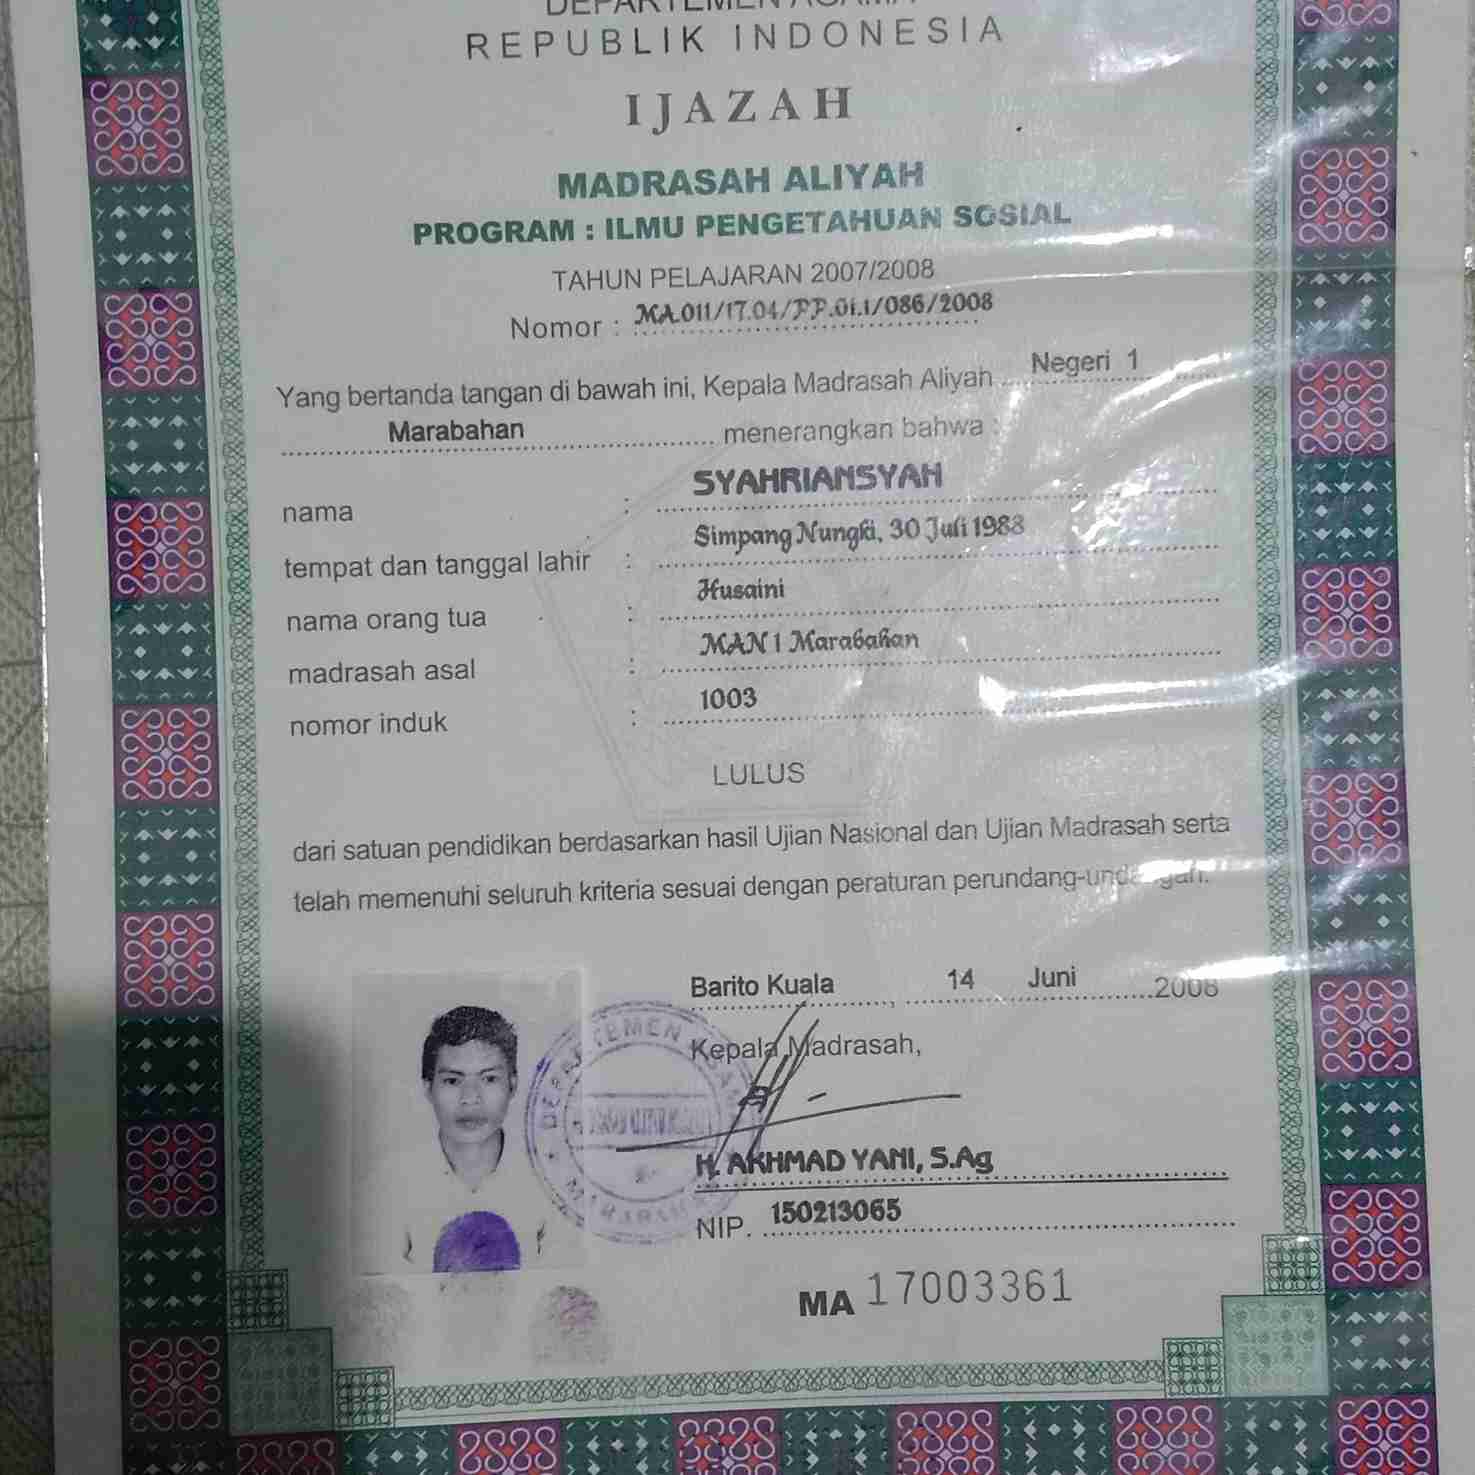 DEPARTEMEN AGAMA
REPUBLIK INDONESIA
IJAZAH
MADRASAH ALIYAH
PROGRAM : ILMU PENGETAHUAN SOSIAL
TAHUN PELAJARAN 2007/2008
Nomor : MA.011/17.04/PP.01.1/086/2008
Yang bertanda tangan di bawah ini, Kepala Madrasah Aliyah Negeri 1
Marabahan menerangkan bahwa :
nama : SYAHRIANSYAH
tempat dan tanggal lahir : Simpang Nungki, 30 Juli 1988
nama orang tua : Husaini
madrasah asal : MAN 1 Marabahan
nomor induk : 1003
LULUS
dari satuan pendidikan berdasarkan hasil Ujian Nasional dan Ujian Madrasah serta
telah memenuhi seluruh kriteria sesuai dengan peraturan perundang-undangan.
Barito Kuala, 14 Juni 2008
Kepala Madrasah,
DEPARTEMEN AGAMA
MARABAHAN
H. AKHMAD YANI, S.Ag
NIP. 150213065
MA 17003361